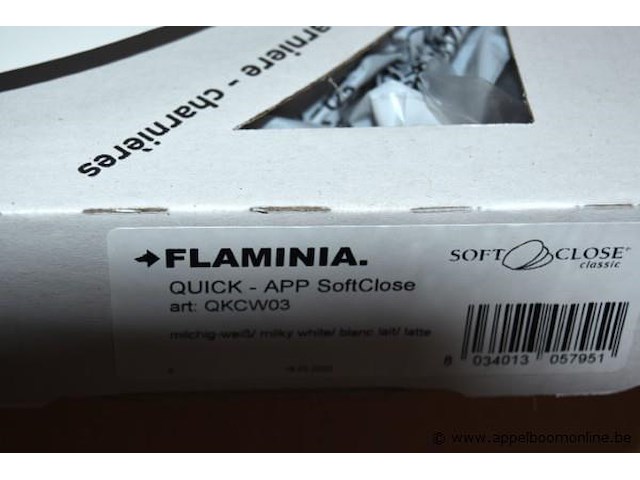 charniere - charnières
FLAMINIA.
QUICK - APP SoftClose
art: QKCW03
milchig-weiß/ milky white/ blanc lait/ latte
SOFT CLOSE
classic
8 034013 057951
© www.appelboomonline.be